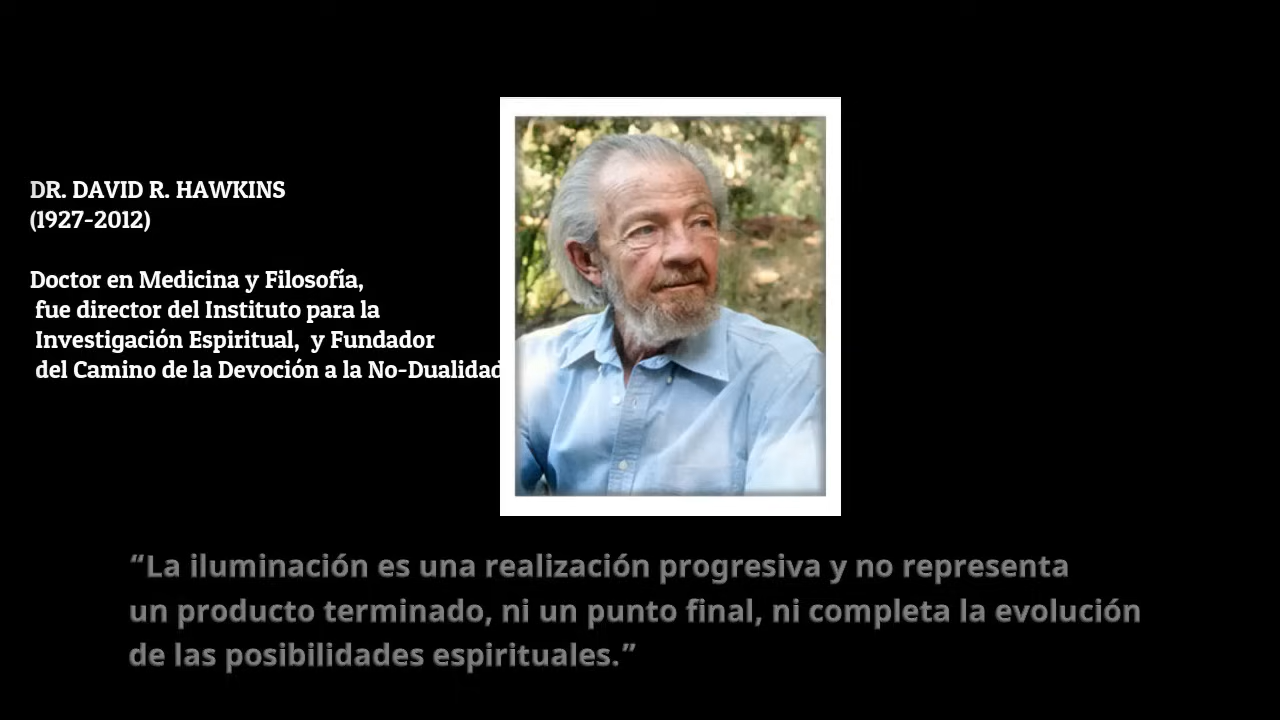 DR. DAVID R. HAWKINS
(1927-2012)
Doctor en Medicina y Filosofía,
fue director del Instituto para la
Investigación Espiritual, y Fundador
del Camino de la Devoción a la No-Dualidad
“La iluminación es una realización progresiva y no representa
un producto terminado, ni un punto final, ni completa la evolución
de las posibilidades espirituales.”